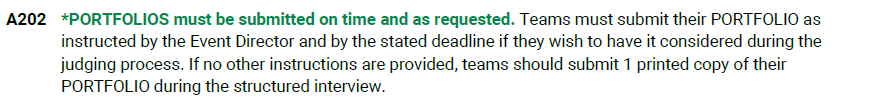 A202 *PORTFOLIOS must be submitted on time and as requested. Teams must submit their PORTFOLIO as
instructed by the Event Director and by the stated deadline if they wish to have it considered during the
judging process. If no other instructions are provided, teams should submit 1 printed copy of their
PORTFOLIO during the structured interview.